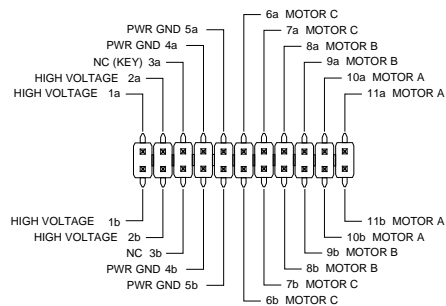 6a MOTOR C
PWR GND 5a
7a MOTOR C
PWR GND 4a
8a MOTOR B
NC (KEY) 3a
9a MOTOR B
HIGH VOLTAGE 2a
10a MOTOR A
HIGH VOLTAGE 1a
11a MOTOR A
HIGH VOLTAGE 1b
11b MOTOR A
HIGH VOLTAGE 2b
10b MOTOR A
NC 3b
9b MOTOR B
PWR GND 4b
8b MOTOR B
PWR GND 5b
7b MOTOR C
6b MOTOR C